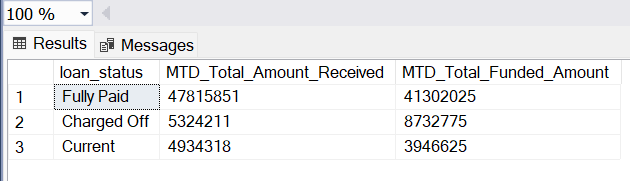 100 %
Results Messages
loan_status MTD_Total_Amount_Received MTD_Total_Funded_Amount
1 Fully Paid 47815851 41302025
2 Charged Off 5324211 8732775
3 Current 4934318 3946625